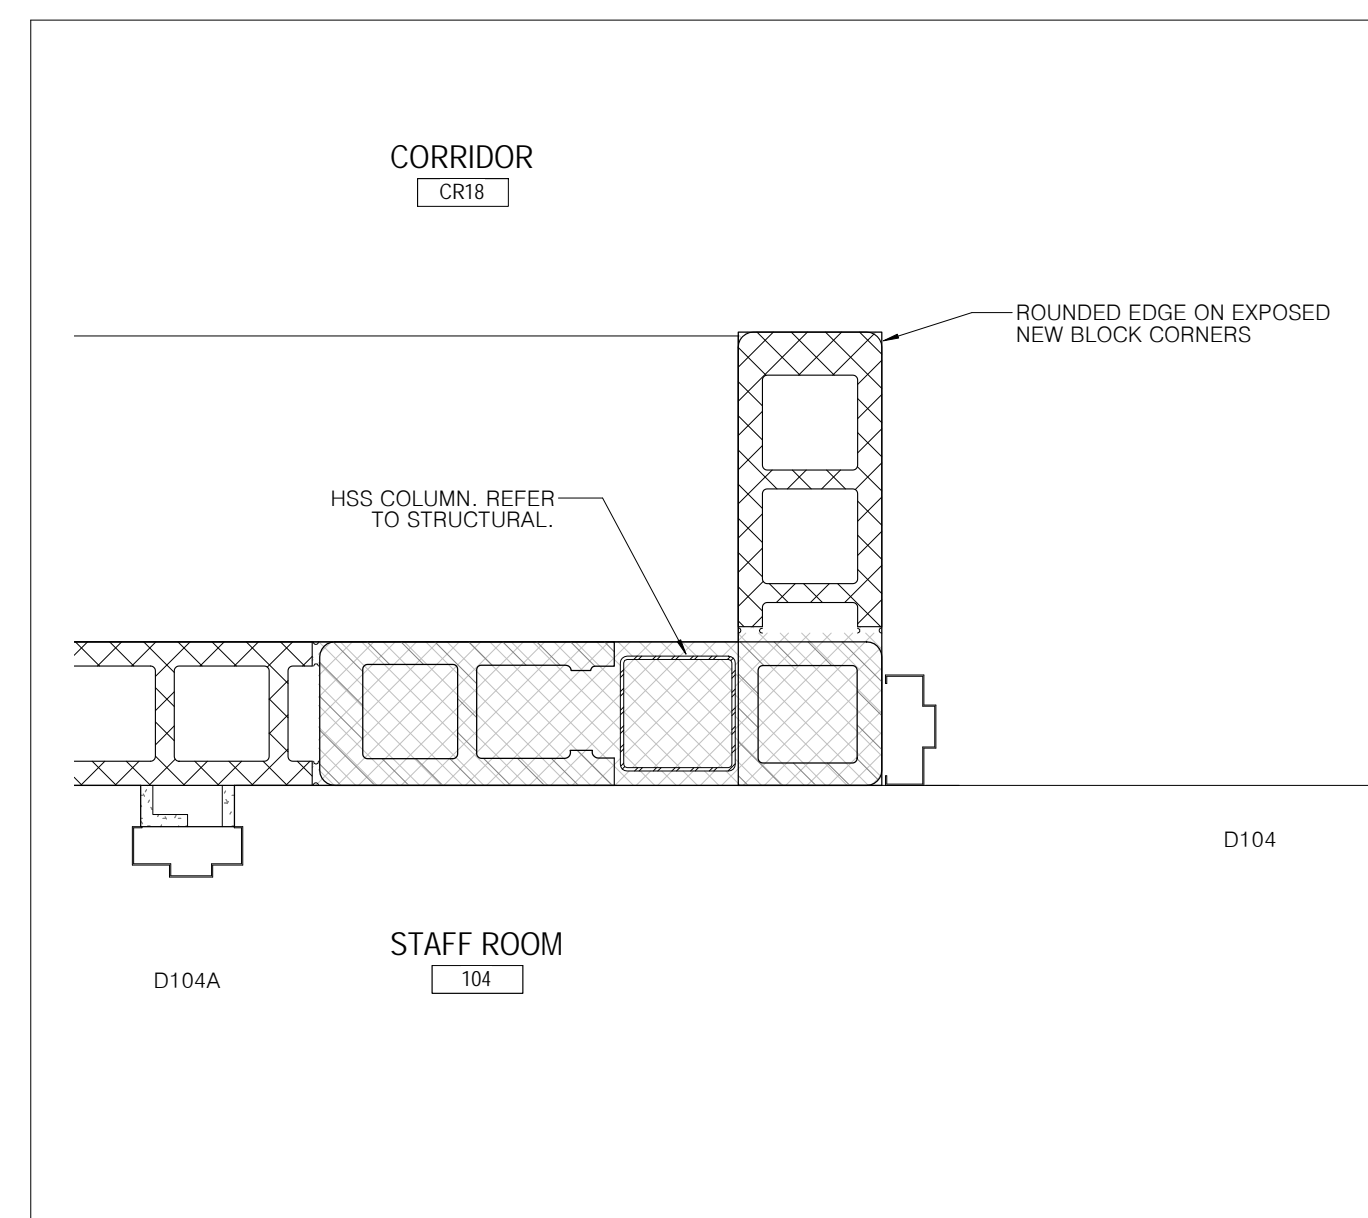 CORRIDOR
CR18
ROUNDED EDGE ON EXPOSED
NEW BLOCK CORNERS
HSS COLUMN. REFER
TO STRUCTURAL.
D104
STAFF ROOM
104
D104A